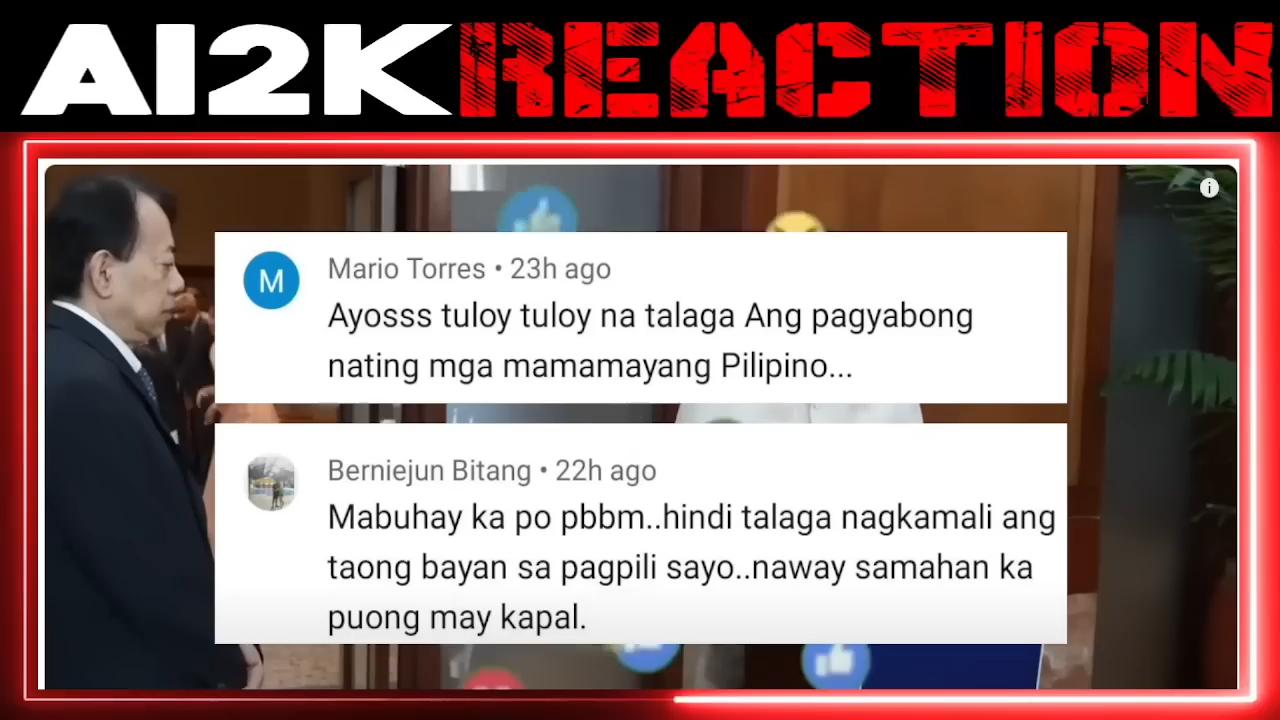 AI2KREACTION
M
Mario Torres • 23h ago
Ayosss tuloy tuloy na talaga Ang pagyabong
nating mga mamamayang Pilipino...
Berniejun Bitang • 22h ago
Mabuhay ka po pbbm..hindi talaga nagkamali ang
taong bayan sa pagpili sayo..naway samahan ka
puong may kapal.